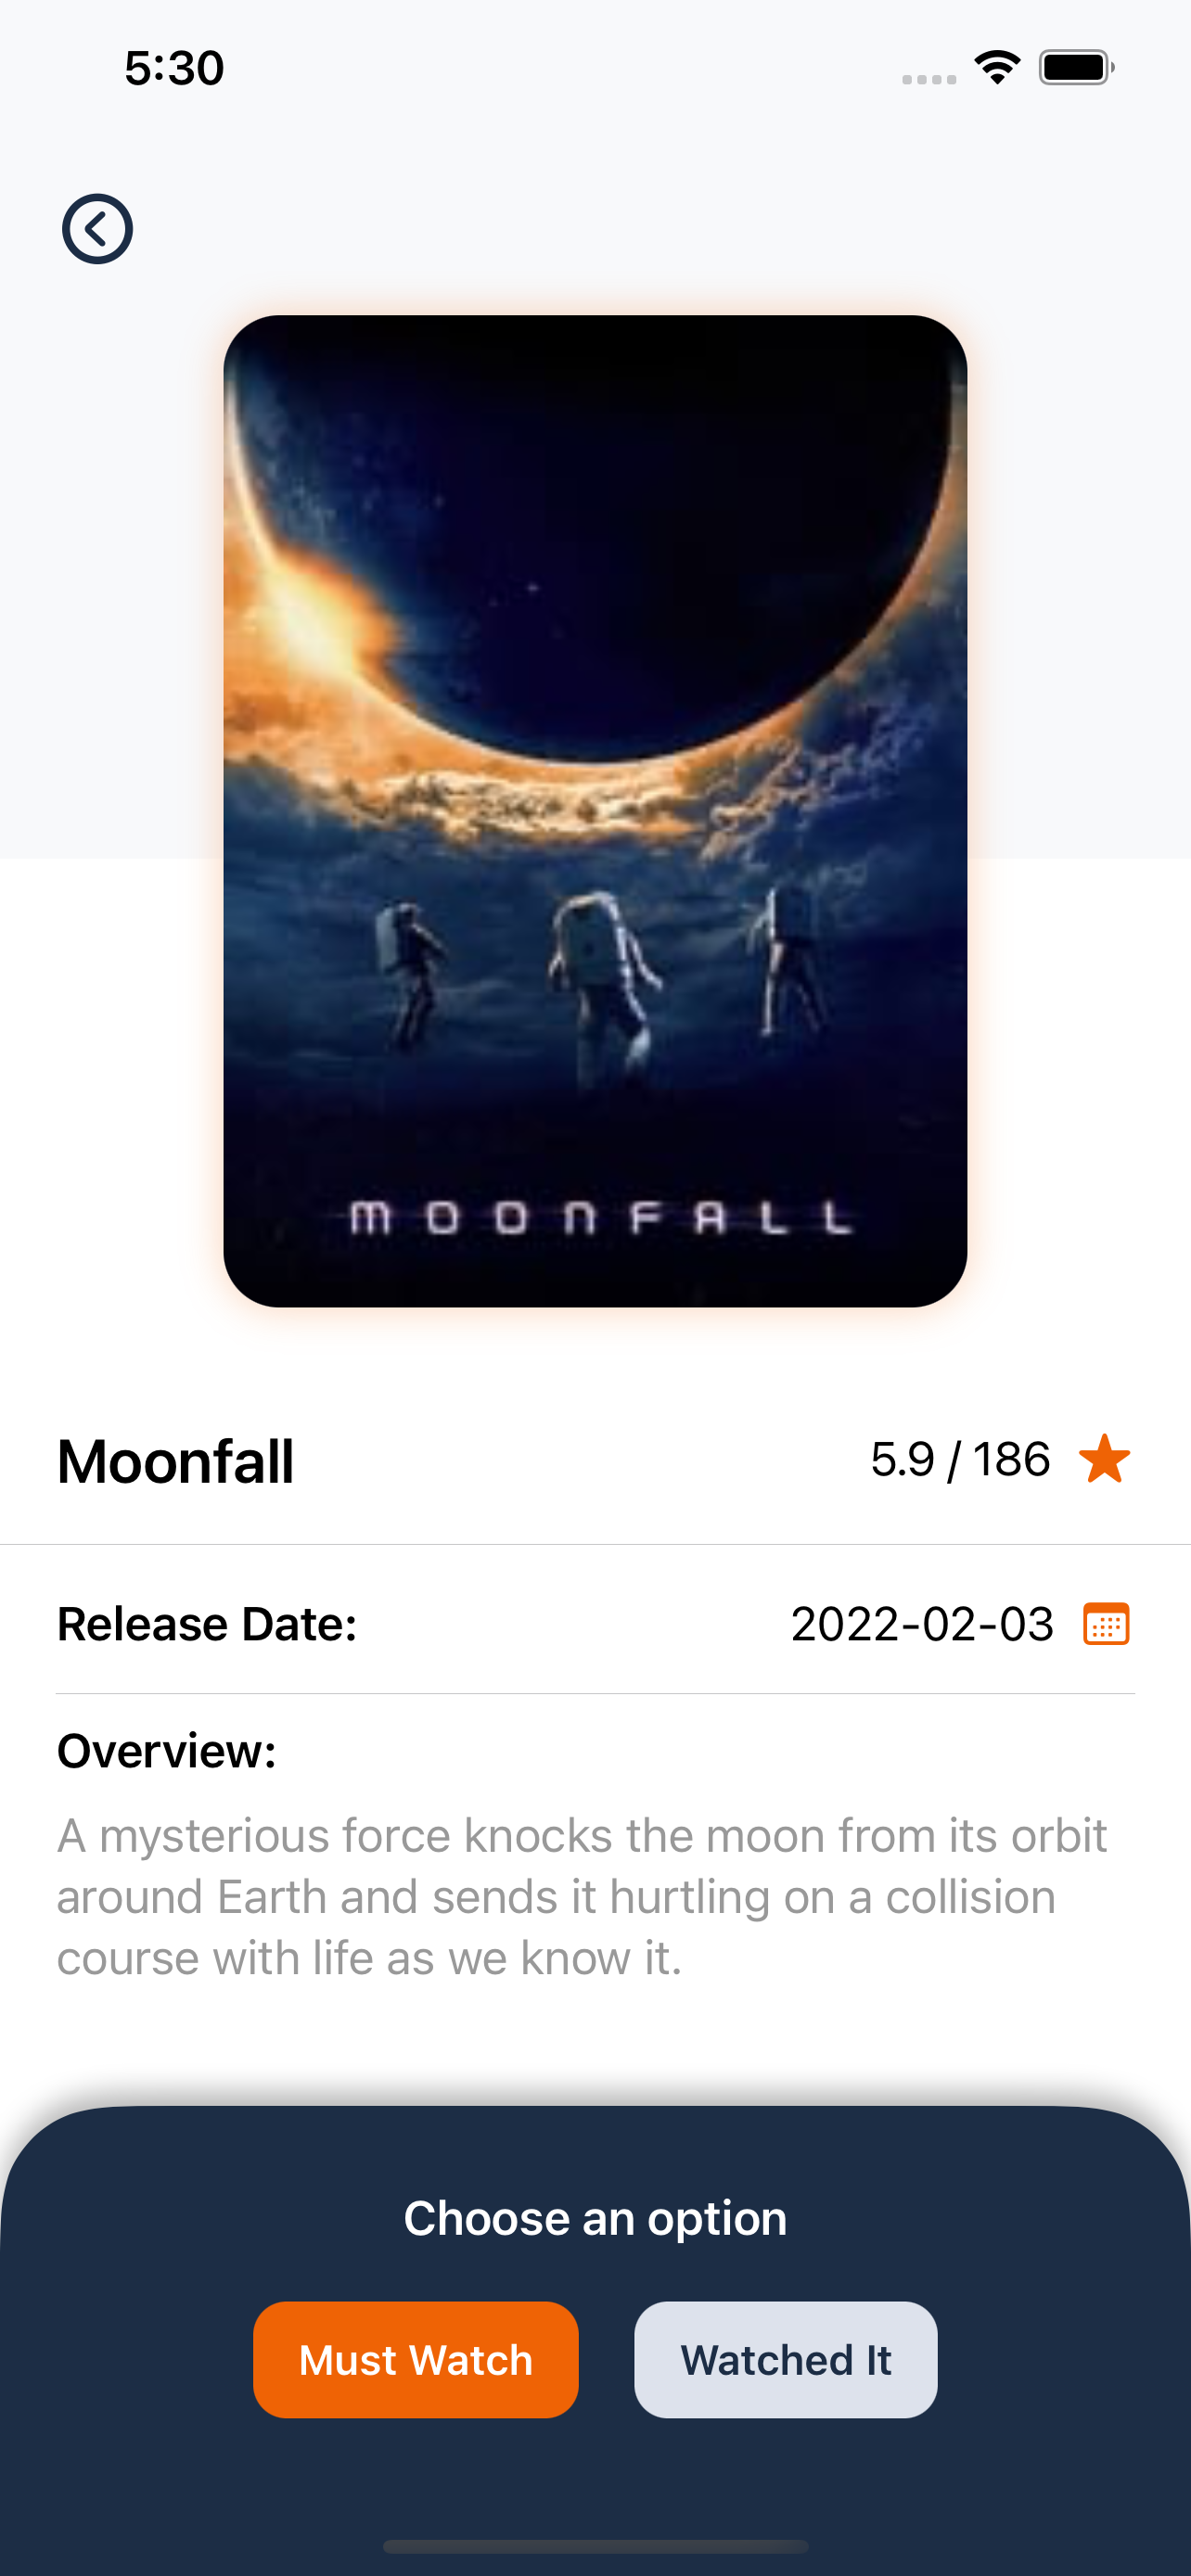 5:30
MOONFALL
Moonfall
5.9 / 186
Release Date:
2022-02-03
Overview:
A mysterious force knocks the moon from its orbit
around Earth and sends it hurtling on a collision
course with life as we know it.
Choose an option
Must Watch
Watched It